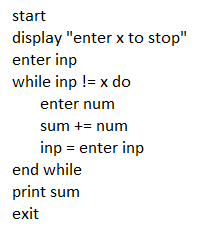 start
display "enter x to stop"
enter inp
while inp != x do
enter num
sum += num
inp = enter inp
end while
print sum
exit